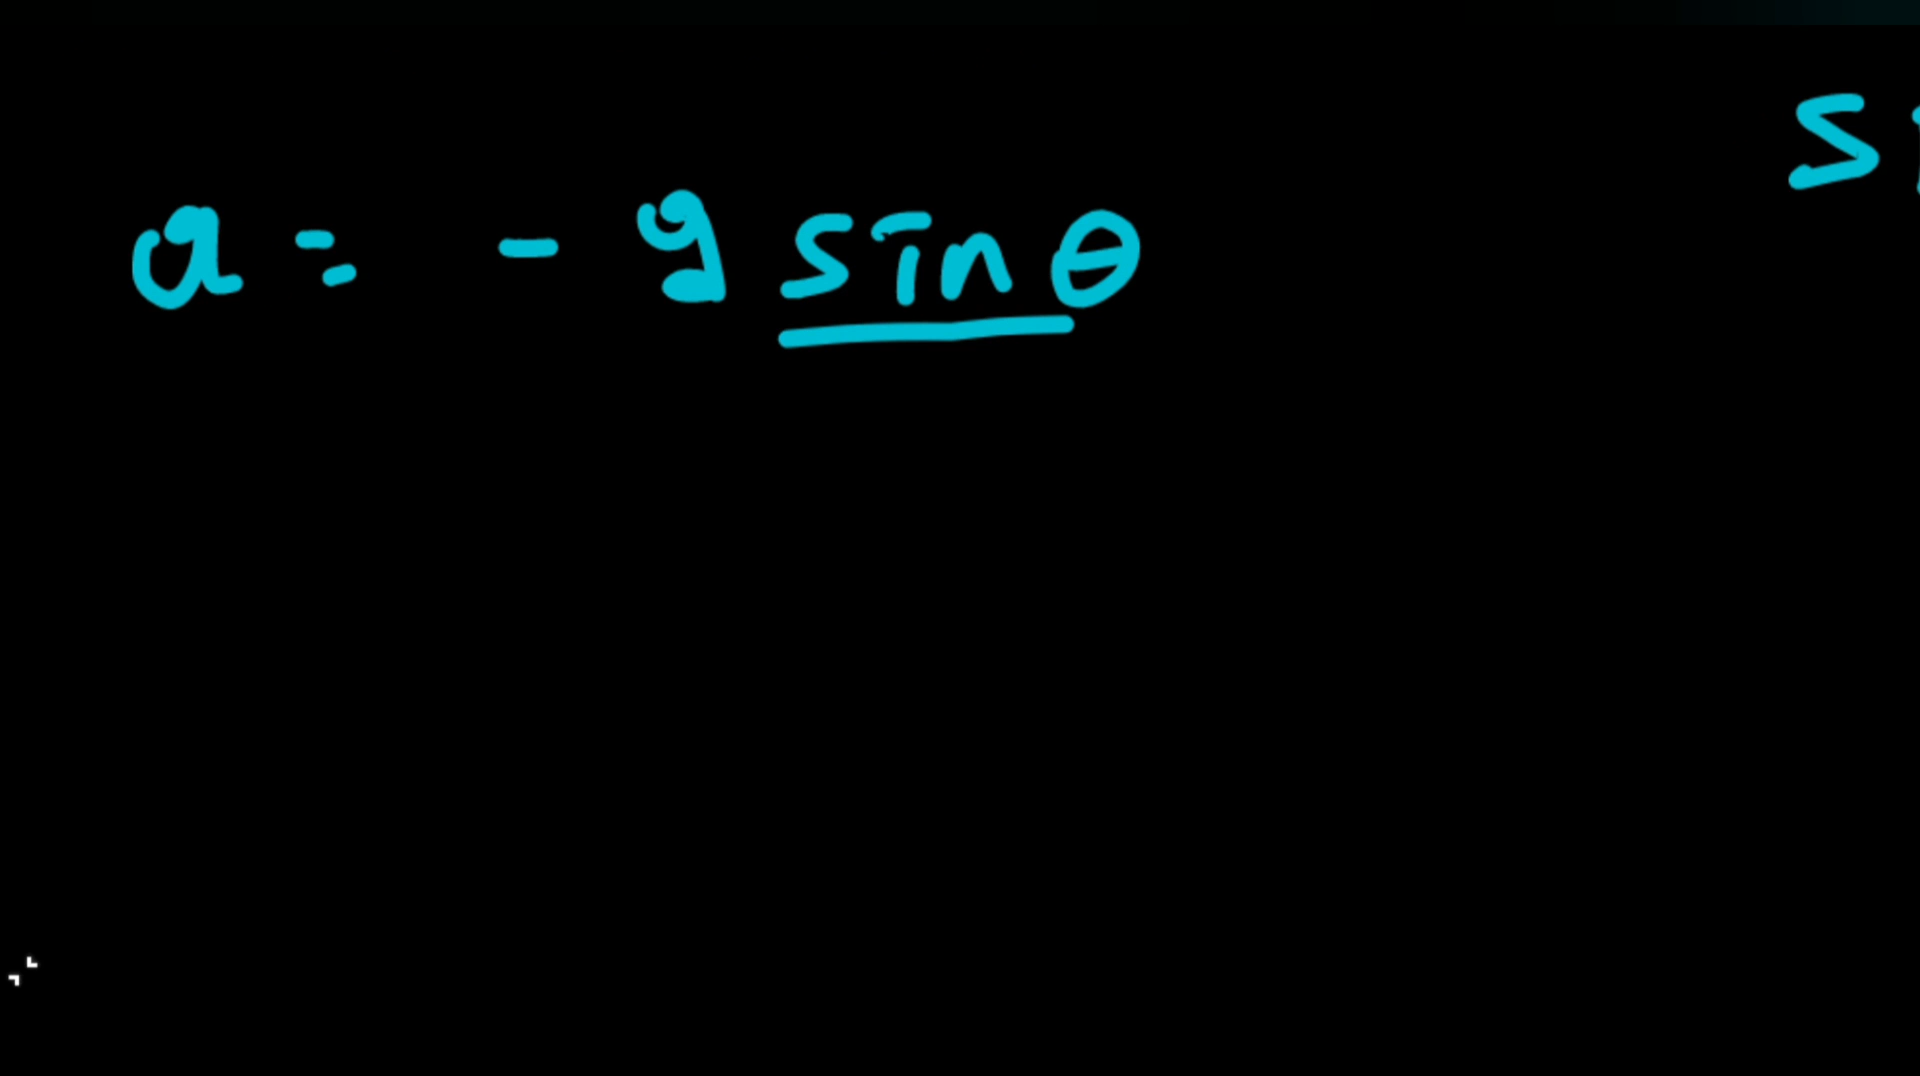 a = - g sinθ